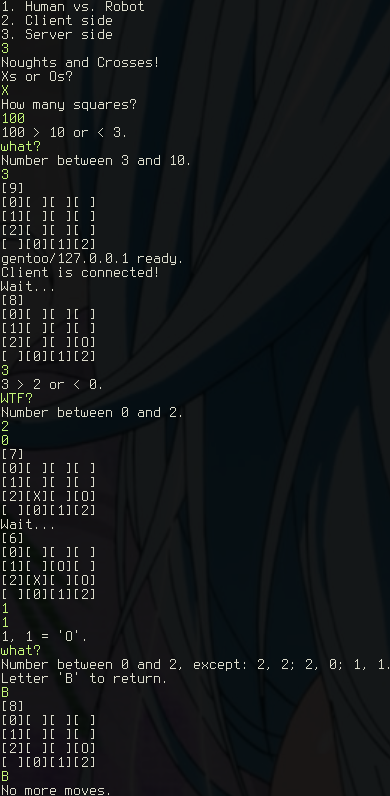 1. Human vs. Robot
2. Client side
3. Server side
3
Noughts and Crosses!
Xs or Os?
X
How many squares?
100
100 > 10 or < 3.
what?
Number between 3 and 10.
3
[9]
[0][ ][ ][ ]
[1][ ][ ][ ]
[2][ ][ ][ ]
[ ][0][1][2]
gentoo/127.0.0.1 ready.
Client is connected!
Wait...
[8]
[0][ ][ ][ ]
[1][ ][ ][ ]
[2][ ][ ][O]
[ ][0][1][2]
3
3 > 2 or < 0.
WTF?
Number between 0 and 2.
2
0
[7]
[0][ ][ ][ ]
[1][ ][ ][ ]
[2][X][ ][O]
[ ][0][1][2]
Wait...
[6]
[0][ ][ ][ ]
[1][ ][O][ ]
[2][X][ ][O]
[ ][0][1][2]
1
1
1, 1 = 'O'.
what?
Number between 0 and 2, except: 2, 2; 2, 0; 1, 1.
Letter 'B' to return.
B
[8]
[0][ ][ ][ ]
[1][ ][ ][ ]
[2][ ][ ][O]
[ ][0][1][2]
B
No more moves.